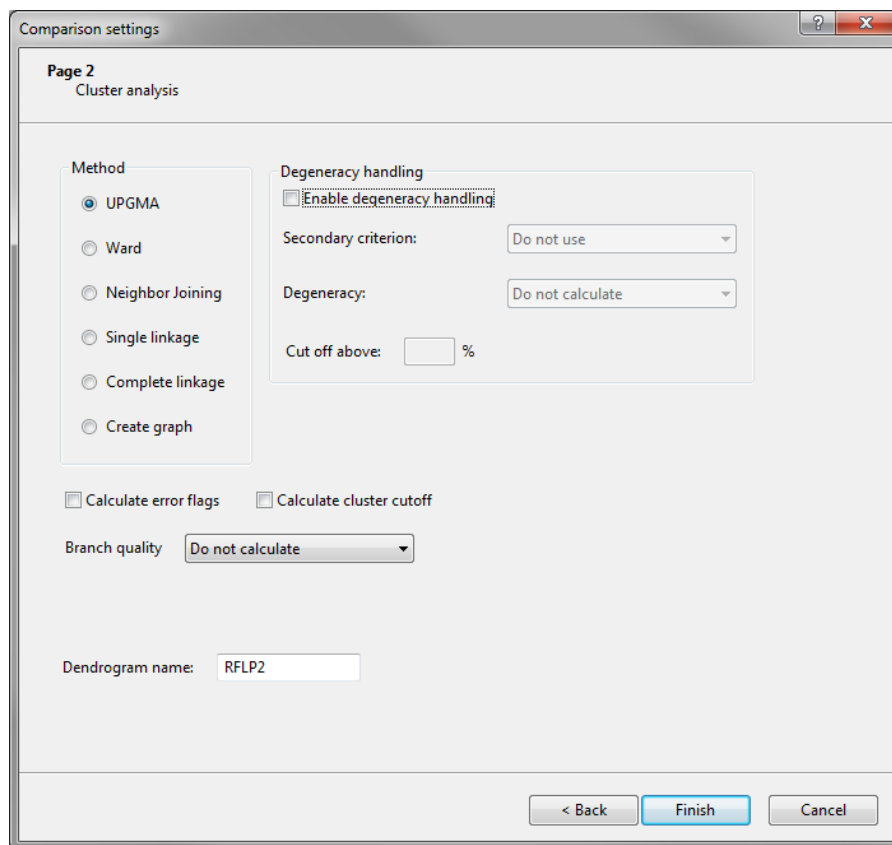 Comparison settings
?
Page 2
Cluster analysis
Method
UPGMA
Ward
Neighbor Joining
Single linkage
Complete linkage
Create graph
Degeneracy handling
Enable degeneracy handling
Secondary criterion: Do not use
Degeneracy: Do not calculate
Cut off above: %
Calculate error flags Calculate cluster cutoff
Branch quality Do not calculate
Dendrogram name: RFLP2
< Back Finish Cancel